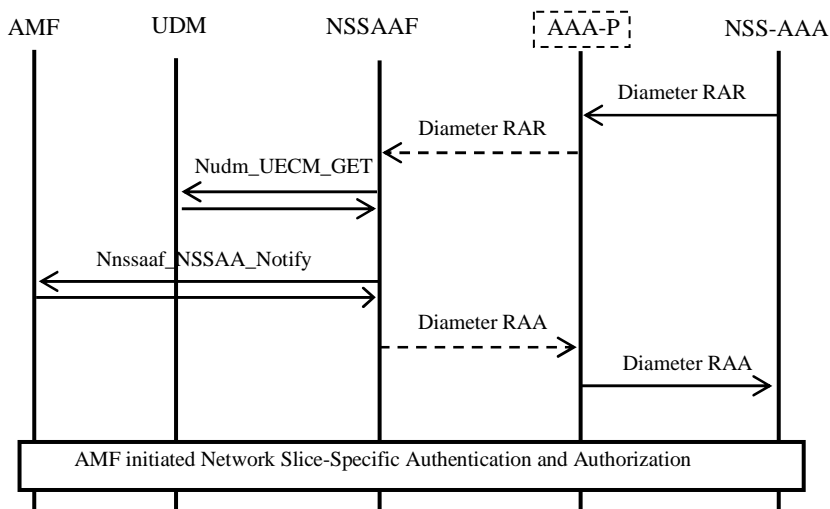 AMF
UDM
NSSAAF
AAA-P
NSS-AAA
Diameter RAR
Diameter RAR
Nudm_UECM_GET
Nnssaaf_NSSAA_Notify
Diameter RAA
Diameter RAA
AMF initiated Network Slice-Specific Authentication and Authorization